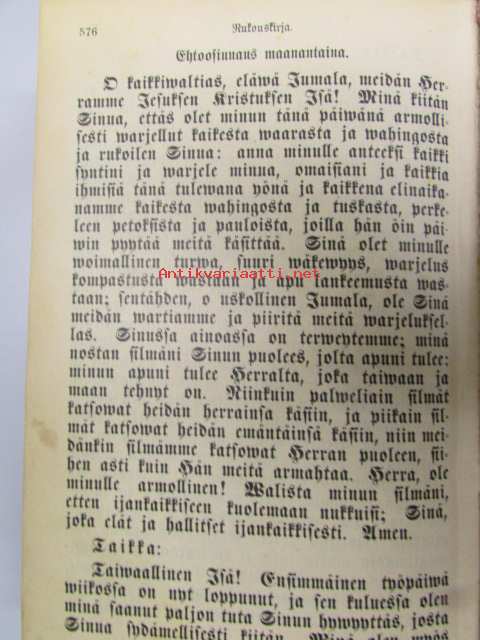 576
Rukouskirja.
Ehtoosiunaus maanantaina.
O kaikkiwaltias, eläwä Jumala, meidän Her-
ramme Jesuksen Kristuksen Isä! Minä kiitän
Sinua, ettäs olet minun tänä päiwänä armolli-
sesti warjellut kaikesta waarasta ja wahingosta
ja rukoilen Sinua: anna minulle anteeksi kaikki
syntini ja warjele minua, omaisiani ja kaikkia
ihmisiä tänä tulewana yönä ja kaikkena elinaika-
namme kaikesta wahingosta ja tuskasta, perke-
leen petoksista ja pauloista, joilla hän öin päi-
win pyytää meitä käsittää. Sinä olet minulle
woimallinen turwa, suuri wäkewyys, warjelus
Antikvariaatti.net
kompastusta wastaan ja apu lankeemusta was-
taan; sentähden, o uskollinen Jumala, ole Sinä
meidän wartiamme ja piiritä meitä warjeluksel-
las. Sinussa ainoassa on terweytemme; minä
nostan silmäni Sinun puolees, jolta apuni tulee:
minun apuni tulee Herralta, joka taiwaan ja
maan tehnyt on. Niinkuin palweliain silmät
katsowat heidän herrainsa käsiin, ja piikain sil-
mät katsowat heidän emäntäinsä käsiin, niin mei-
dänkin silmämme katsowat Herran puoleen, sii-
hen asti kuin Hän meitä armahtaa. Herra, ole
minulle armollinen! Walista minun silmäni,
etten ijankaikkiseen kuolemaan nukkuisi; Sinä,
joka elät ja hallitset ijankaikkisesti. Amen.
Taikka:
Taiwaallinen Isä! Ensimmäinen työpäiwä
wiikossa on nyt loppunut, ja sen kuluessa olen
minä saanut paljon tuta Sinun hywyyttäs, josta
Sinua sydämellisesti kiitän. Minä olen myös